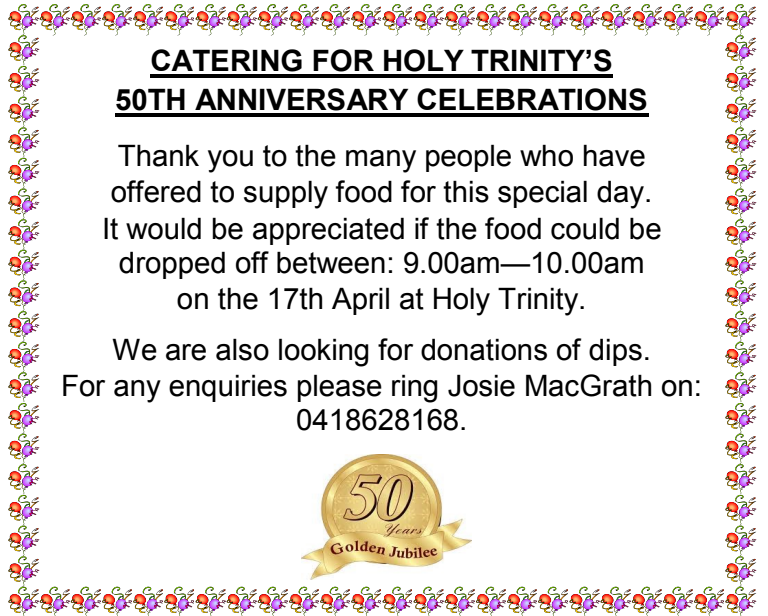 CATERING FOR HOLY TRINITY’S
50TH ANNIVERSARY CELEBRATIONS
Thank you to the many people who have
offered to supply food for this special day.
It would be appreciated if the food could be
dropped off between: 9.00am—10.00am
on the 17th April at Holy Trinity.
We are also looking for donations of dips.
For any enquiries please ring Josie MacGrath on:
0418628168.
50
Years
Golden Jubilee